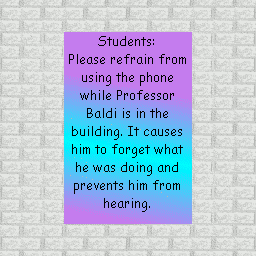 Students:
Please refrain from
using the phone
while Professor
Baldi is in the
building. It causes
him to forget what
he was doing and
prevents him from
hearing.